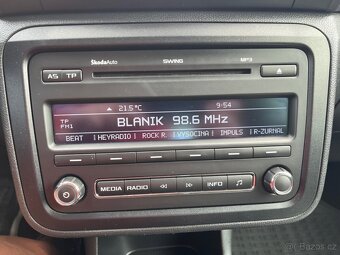 ŠkodaAuto SWING MP3
AS TP
21.5°C 9:54
TP
FM1
BLANIK 98.6 MHz
BEAT HEYRADIO ROCK R. VYSOCINA IMPULS R-ZURNAL
MEDIA RADIO INFO
bazos.cz